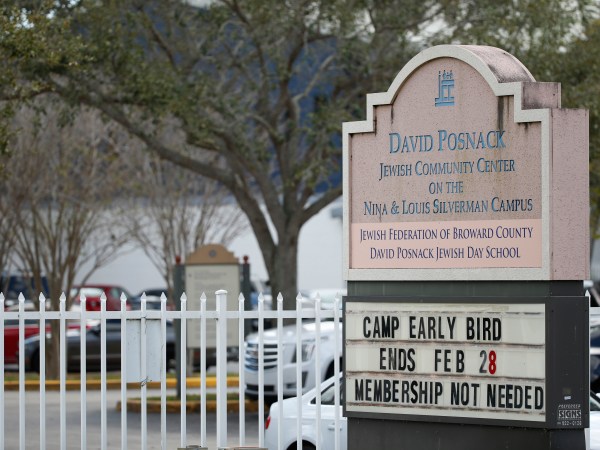 DAVID POSNACK
JEWISH COMMUNITY CENTER
ON THE
NINA & LOUIS SILVERMAN CAMPUS
JEWISH FEDERATION OF BROWARD COUNTY
DAVID POSNACK JEWISH DAY SCHOOL
CAMP EARLY BIRD
ENDS FEB 28
MEMBERSHIP NOT NEEDED
SIGNS